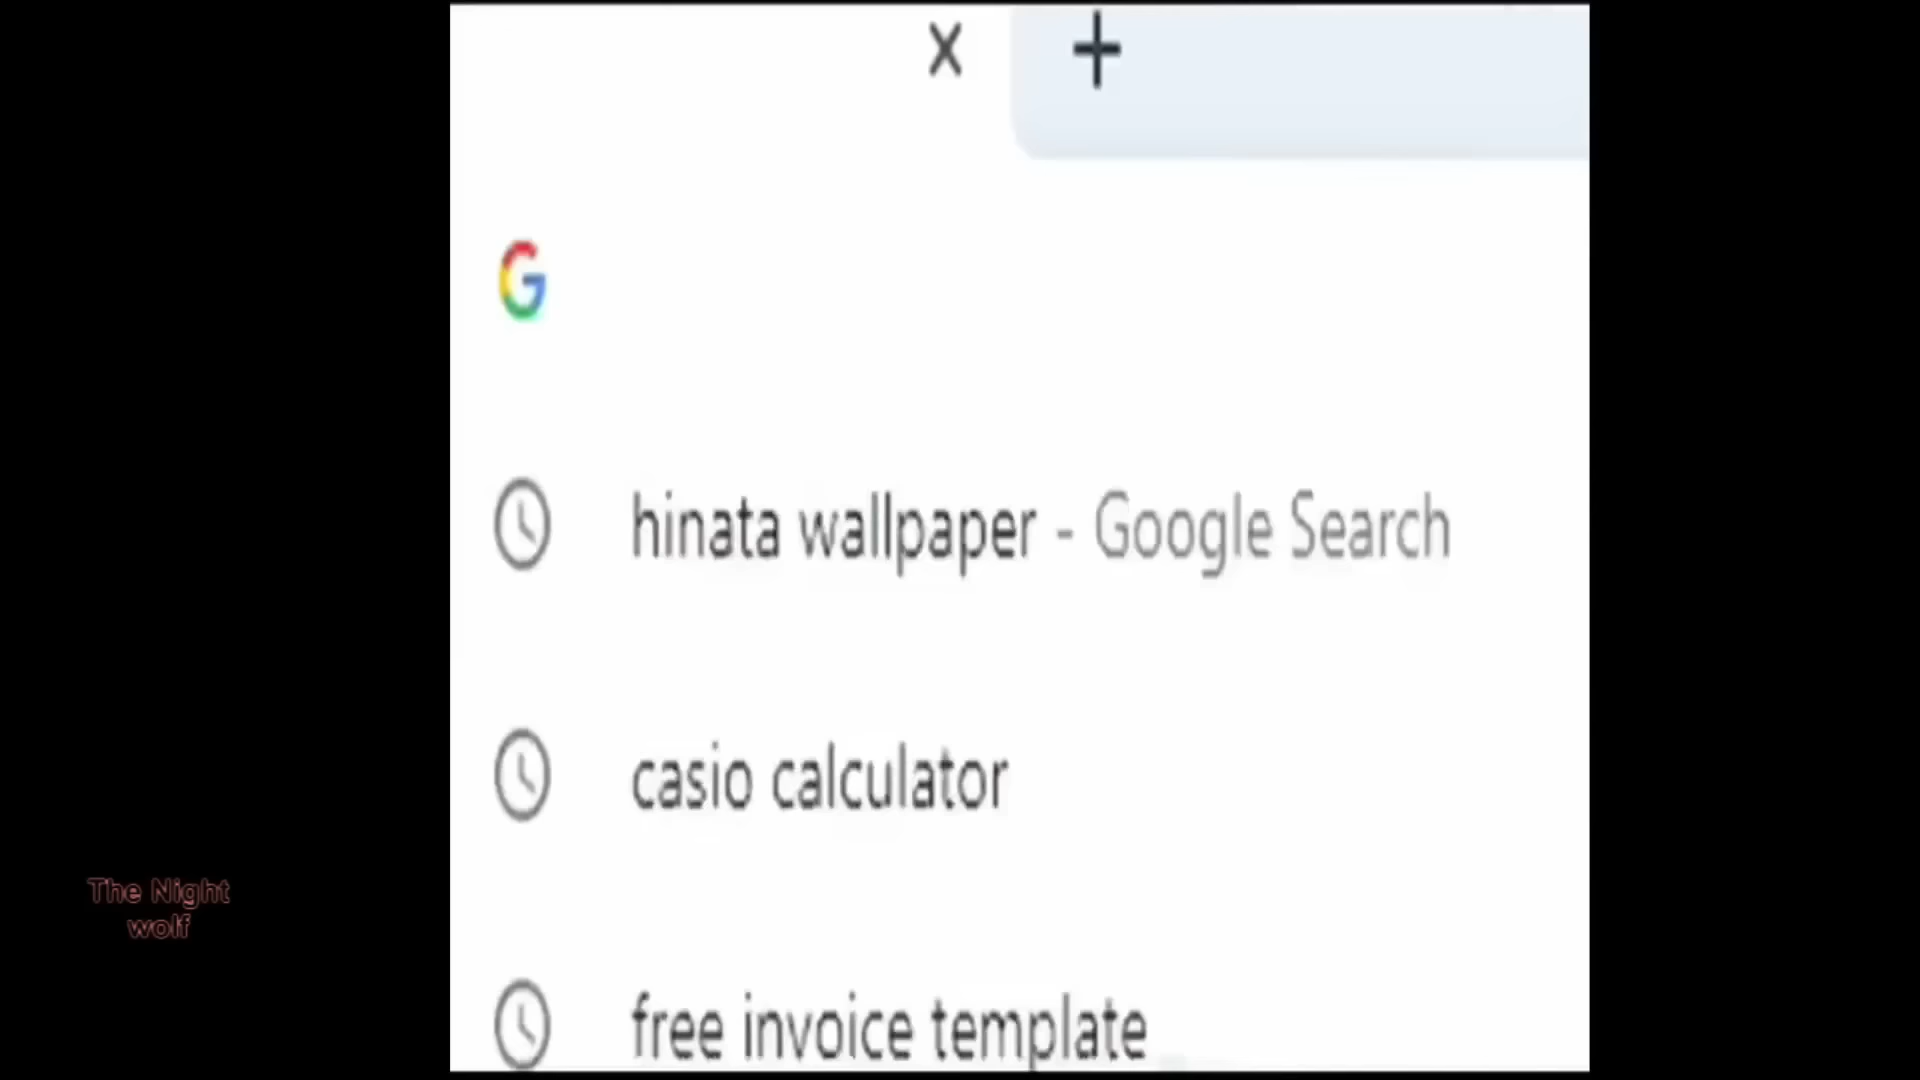 hinata wallpaper - Google Search
casio calculator
free invoice template
The Night
wolf